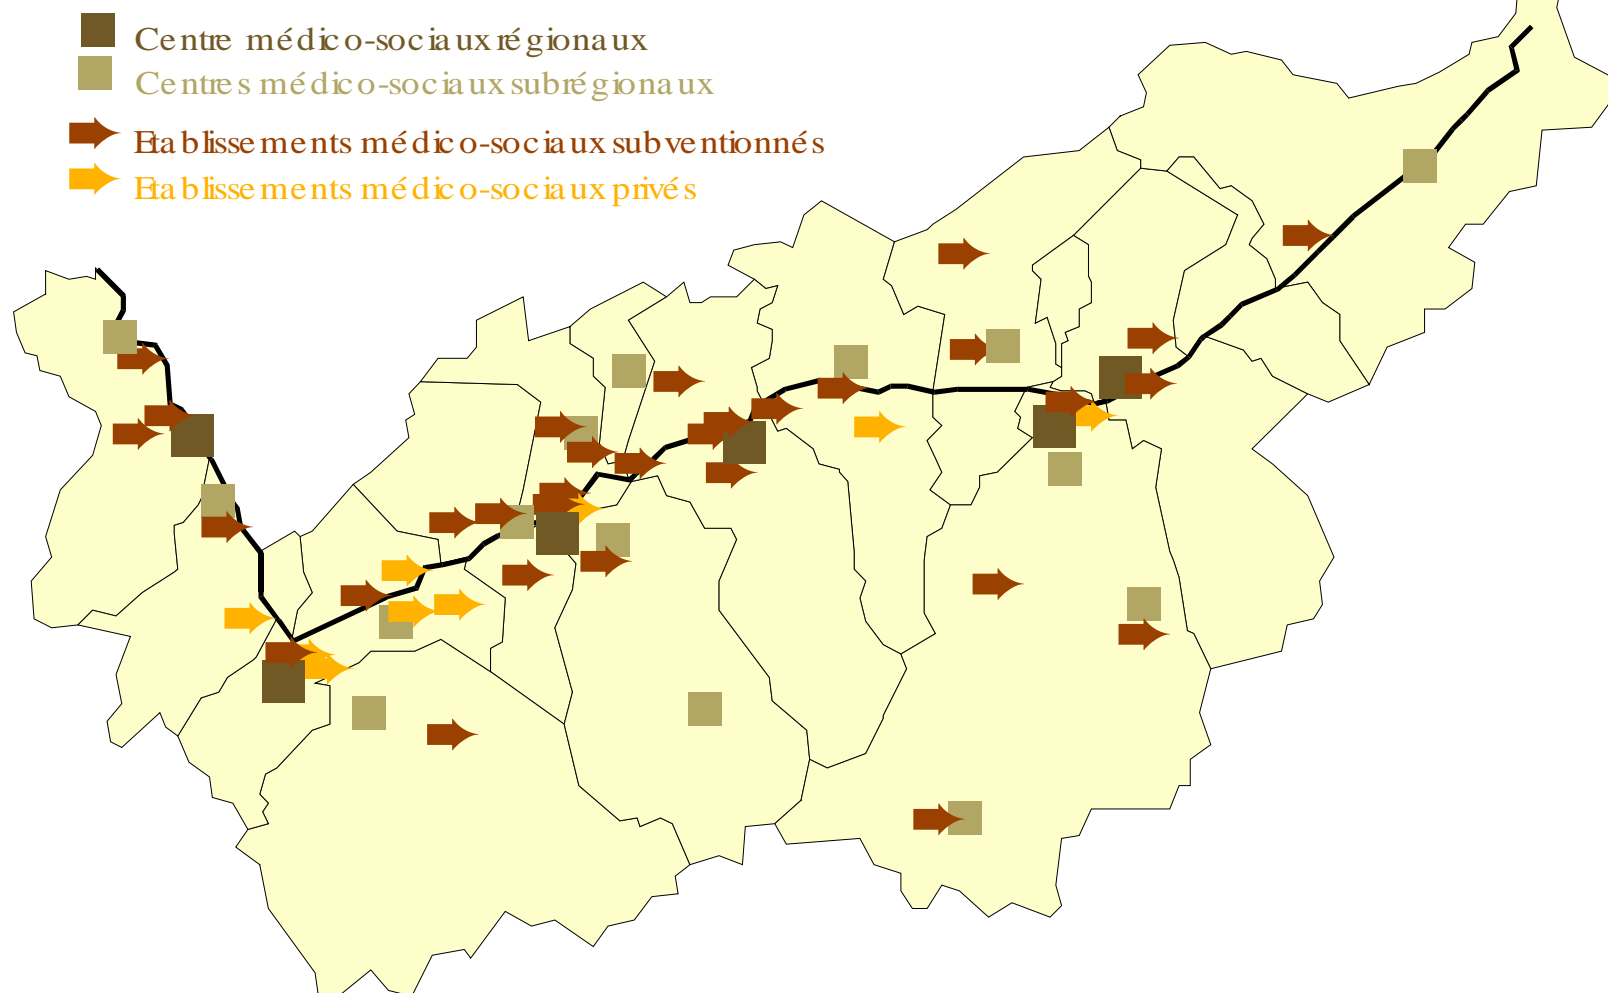 Centre médico-sociaux régionaux
Centres médico-sociaux subrégionaux
Etablissements médico-sociaux subventionnés
Etablissements médico-sociaux privés